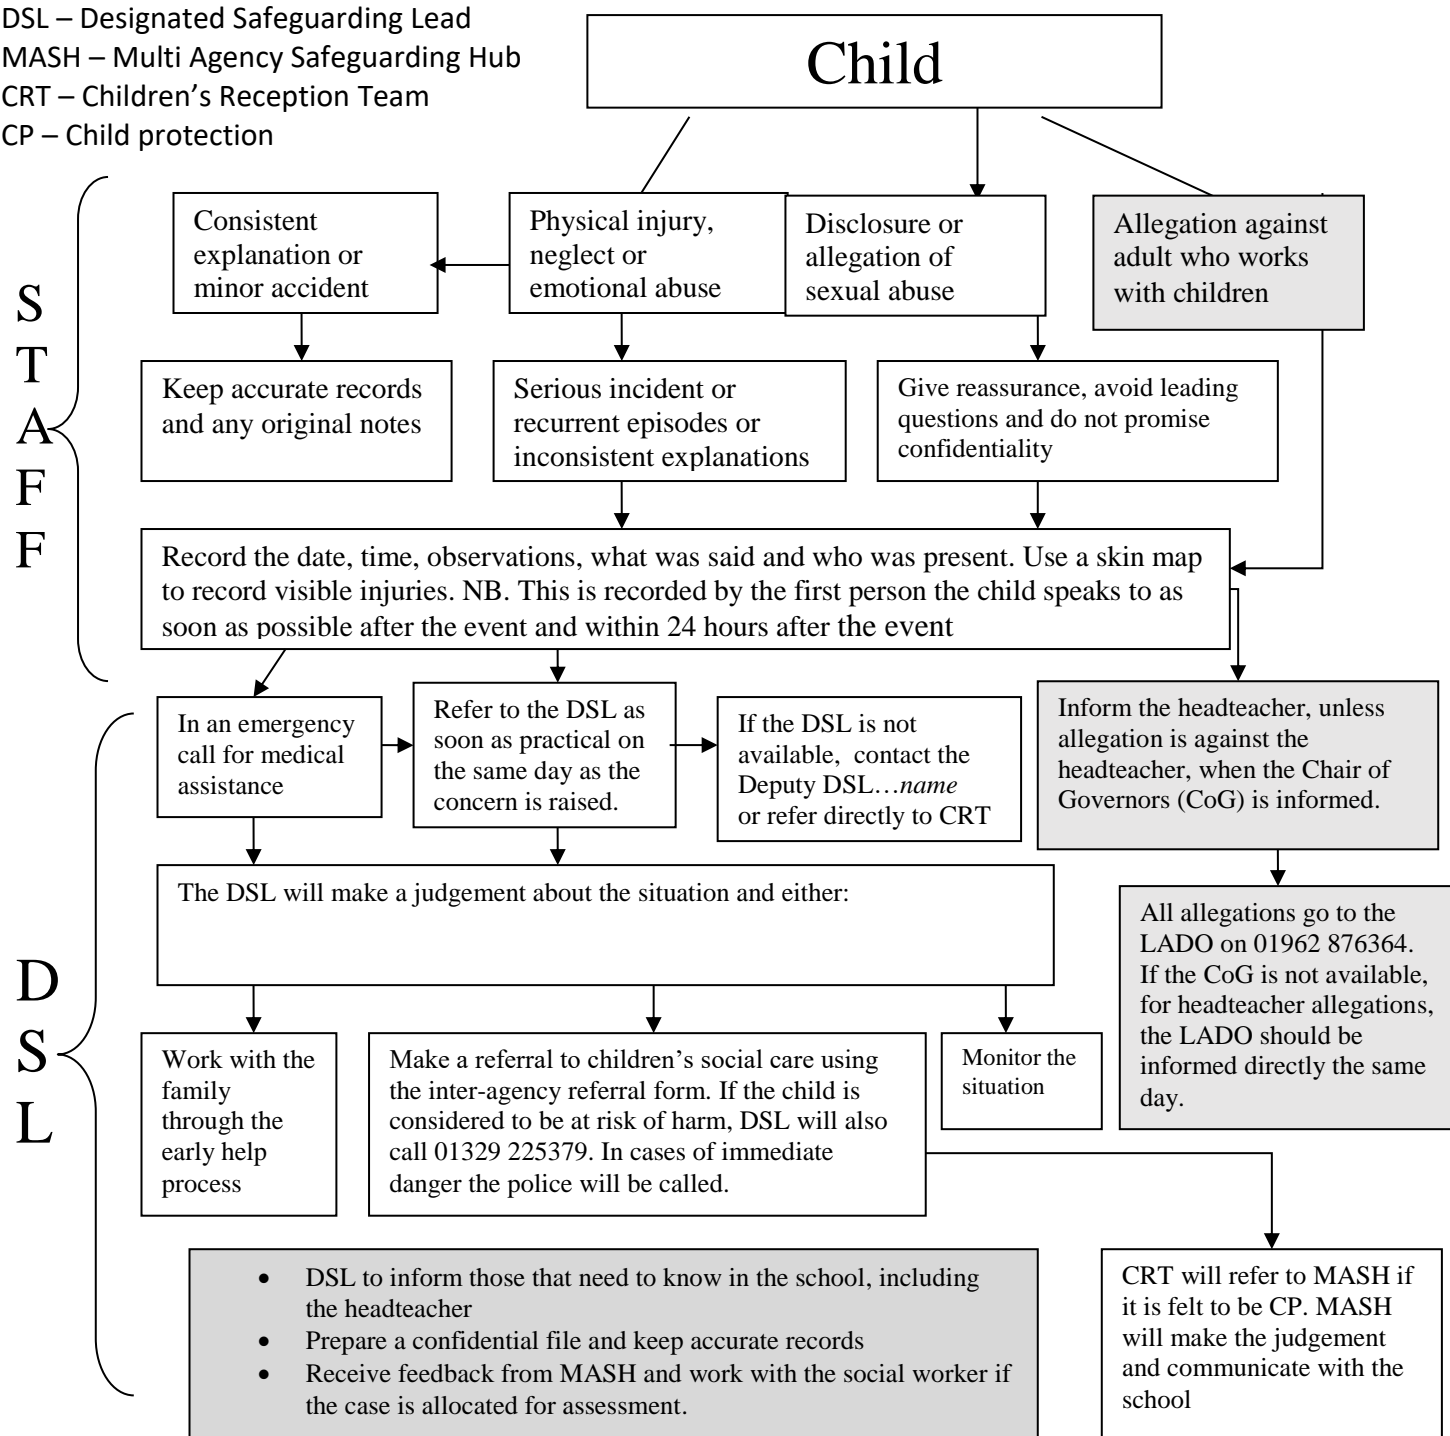 DSL – Designated Safeguarding Lead
MASH – Multi Agency Safeguarding Hub
CRT – Children's Reception Team
CP – Child protection
Child
S
T
A
F
F
Consistent
explanation or
minor accident
Physical injury,
neglect or
emotional abuse
Disclosure or
allegation of
sexual abuse
Allegation against
adult who works
with children
Keep accurate records
and any original notes
Serious incident or
recurrent episodes or
inconsistent explanations
Give reassurance, avoid leading
questions and do not promise
confidentiality
Record the date, time, observations, what was said and who was present. Use a skin map
to record visible injuries. NB. This is recorded by the first person the child speaks to as
soon as possible after the event and within 24 hours after the event
D
S
L
In an emergency
call for medical
assistance
Refer to the DSL as
soon as practical on
the same day as the
concern is raised.
If the DSL is not
available,  contact the
Deputy DSL…name
or refer directly to CRT
Inform the headteacher, unless
allegation is against the
headteacher, when the Chair of
Governors (CoG) is informed.
The DSL will make a judgement about the situation and either:
All allegations go to the
LADO on 01962 876364.
If the CoG is not available,
for headteacher allegations,
the LADO should be
informed directly the same
day.
Work with the
family
through the
early help
process
Make a referral to children's social care using
the inter-agency referral form. If the child is
considered to be at risk of harm, DSL will also
call 01329 225379. In cases of immediate
danger the police will be called.
Monitor the
situation
• DSL to inform those that need to know in the school, including
the headteacher
• Prepare a confidential file and keep accurate records
• Receive feedback from MASH and work with the social worker if
the case is allocated for assessment.
CRT will refer to MASH if
it is felt to be CP. MASH
will make the judgement
and communicate with the
school